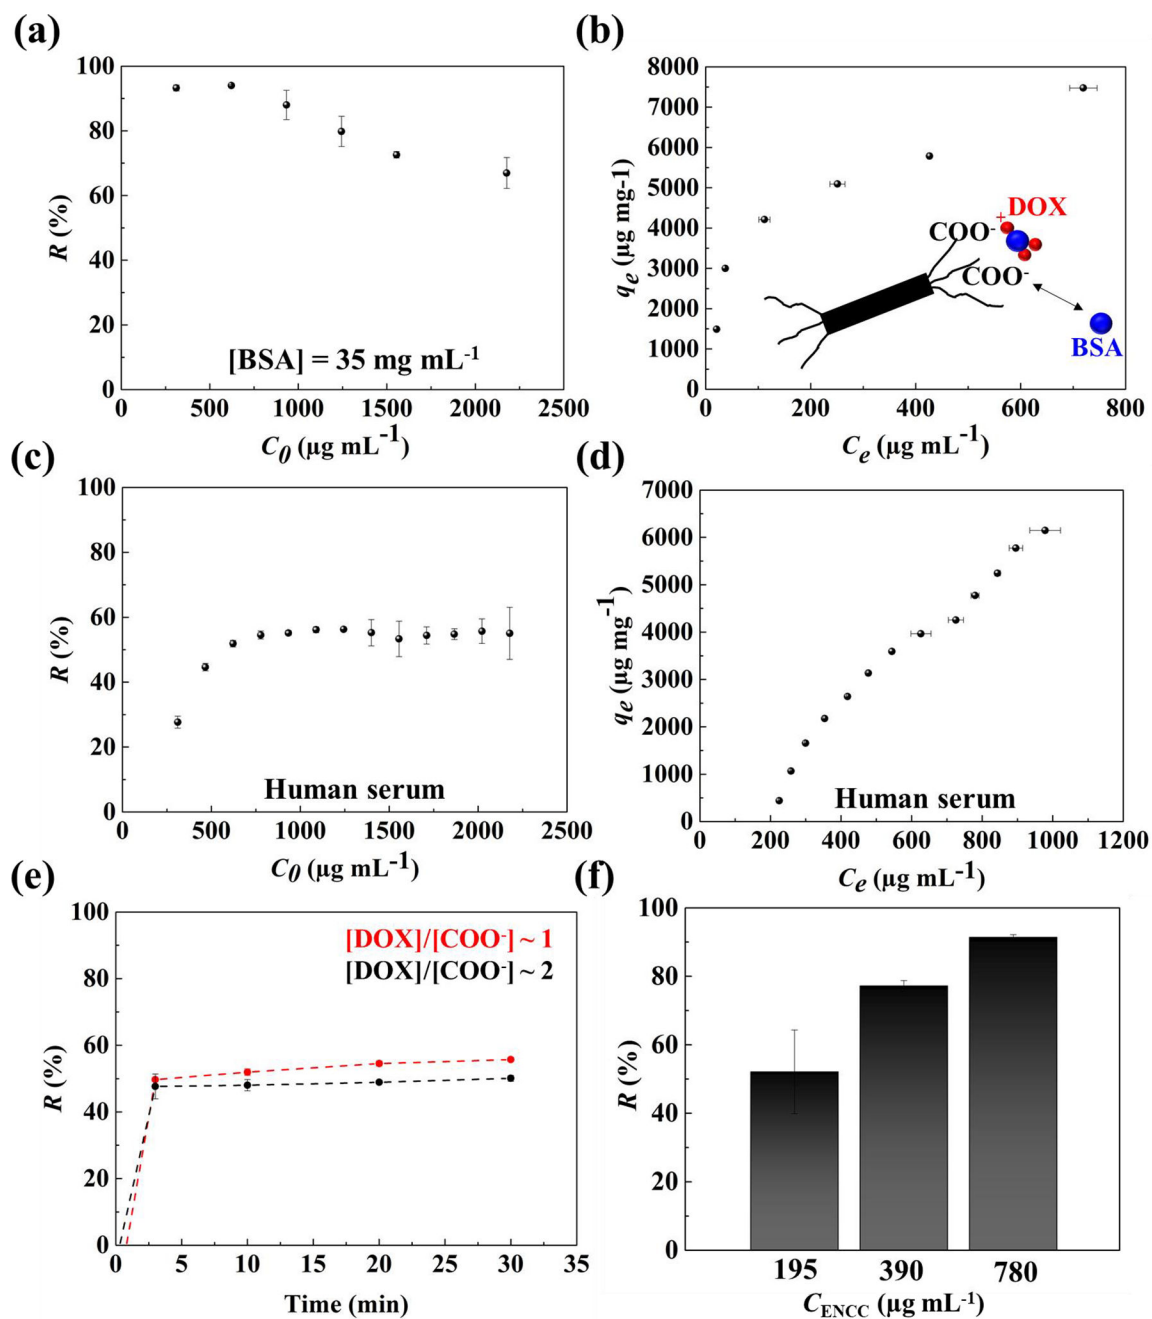 (a)
R (%)
100
80
60
40
20
0
[BSA] = 35 mg mL-1
0 500 1000 1500 2000 2500
C0 (µg mL-1)
(b)
qe (µg mg-1)
8000
7000
6000
5000
4000
3000
2000
1000
0
+DOX
COO-
COO-
BSA
0 200 400 600 800
Ce (µg mL-1)
(c)
R (%)
100
80
60
40
20
0
Human serum
0 500 1000 1500 2000 2500
C0 (µg mL-1)
(d)
qe (µg mg-1)
7000
6000
5000
4000
3000
2000
1000
0
Human serum
0 200 400 600 800 1000 1200
Ce (µg mL-1)
(e)
R (%)
100
80
60
40
20
0
[DOX]/[COO-] ~ 1
[DOX]/[COO-] ~ 2
0 5 10 15 20 25 30 35
Time (min)
(f)
R (%)
100
80
60
40
20
0
195 390 780
CENCC (µg mL-1)